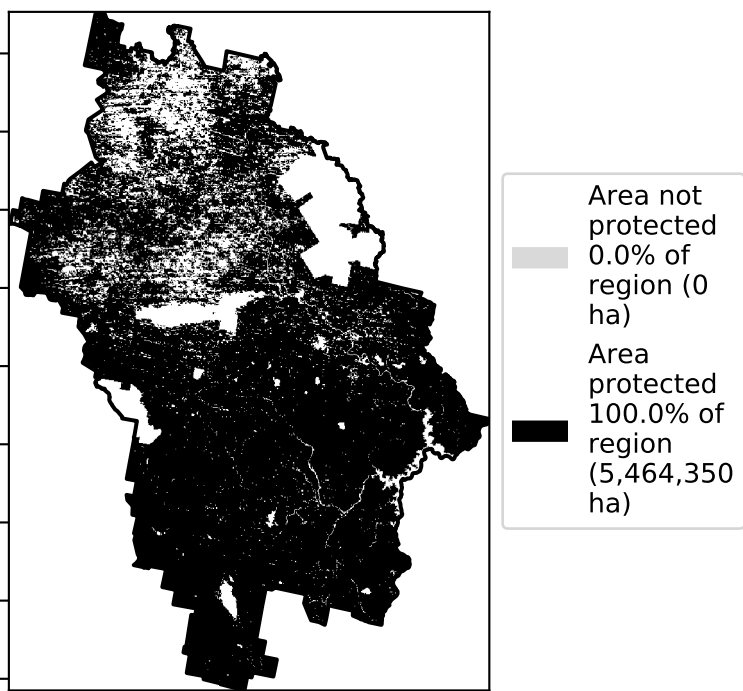 Area not
protected
0.0% of
region (0
ha)
Area
protected
100.0% of
region
(5,464,350
ha)